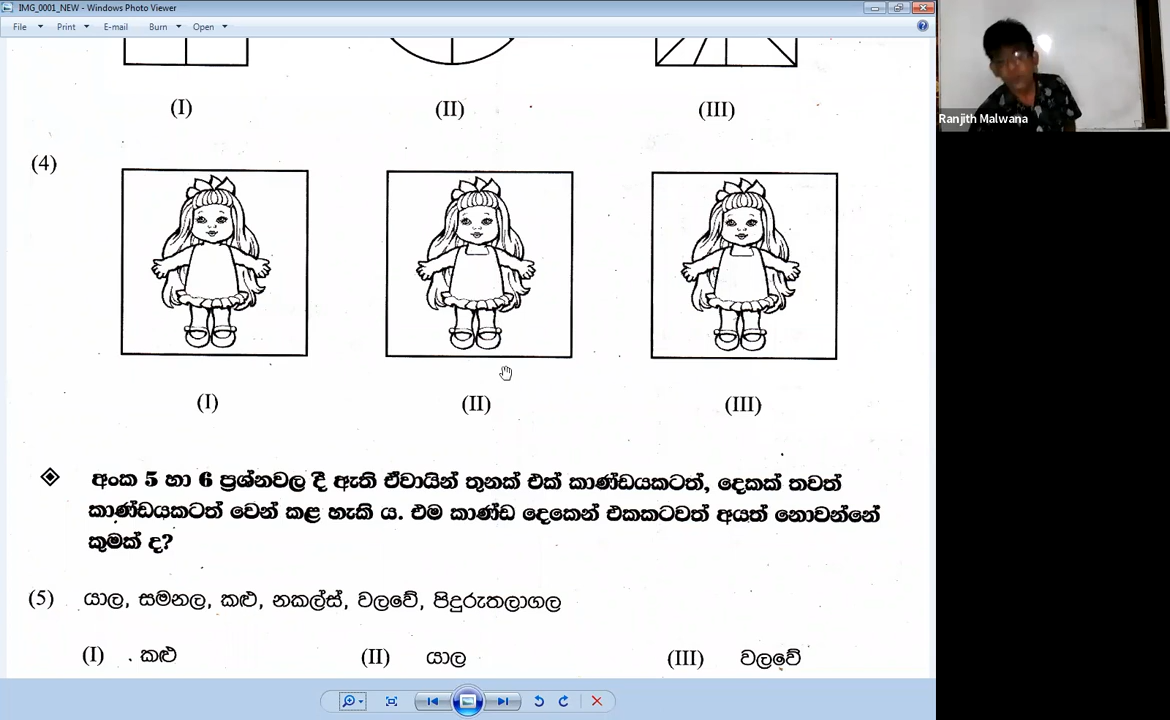 IMG_0001_NEW - Windows Photo Viewer
File Print E-mail Burn Open
Ranjith Malwana
(I) (II) (III)
(4)
(I) (II) (III)
අංක 5 හා 6 ප්‍රශ්නවල දී ඇති ඒවායින් තුනක් එක් කාණ්ඩයකටත්, දෙකක් තවත්
කාණ්ඩයකටත් වෙන් කළ හැකි ය. එම කාණ්ඩ දෙකෙන් එකකටවත් අයත් නොවන්නේ
කුමක් ද?
(5) යාල, සමනල, කළු, නකල්ස්, වලවේ, පිදුරුතලාගල
(I) කළු (II) යාල (III) වලවේ